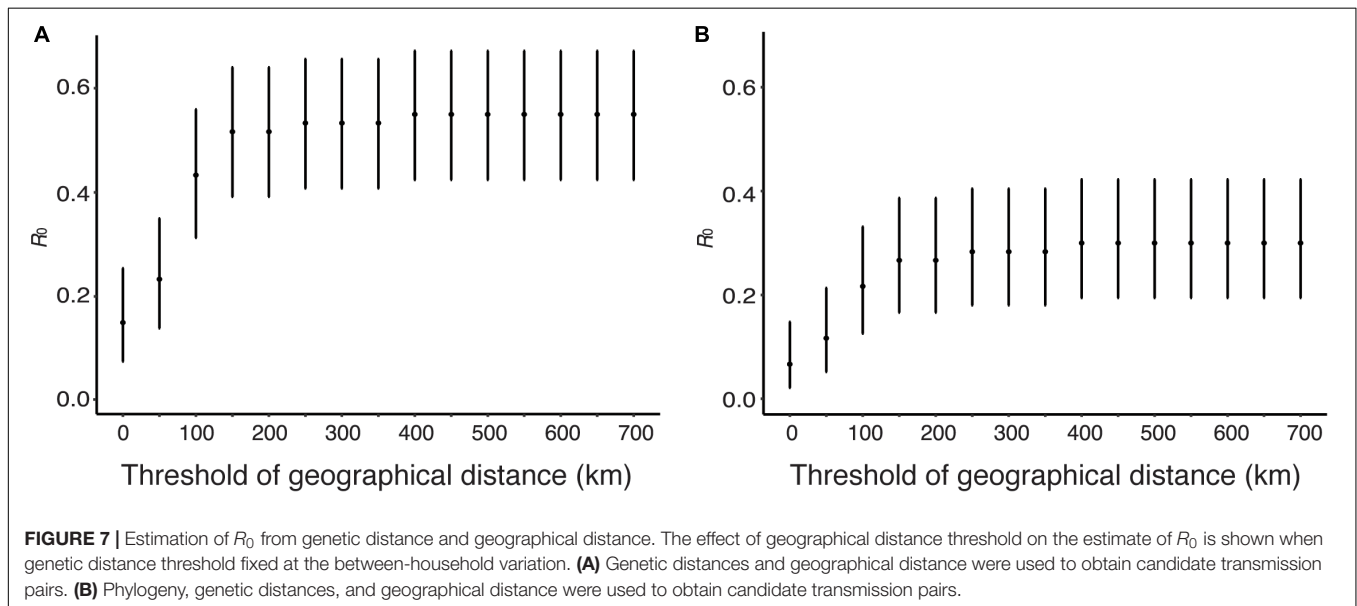 A
0.6
0.4
0.2
0.0
R0
0 100 200 300 400 500 600 700
Threshold of geographical distance (km)
B
0.6
0.4
0.2
0.0
R0
0 100 200 300 400 500 600 700
Threshold of geographical distance (km)
FIGURE 7 | Estimation of R0 from genetic distance and geographical distance. The effect of geographical distance threshold on the estimate of R0 is shown when
genetic distance threshold fixed at the between-household variation. (A) Genetic distances and geographical distance were used to obtain candidate transmission
pairs. (B) Phylogeny, genetic distances, and geographical distance were used to obtain candidate transmission pairs.